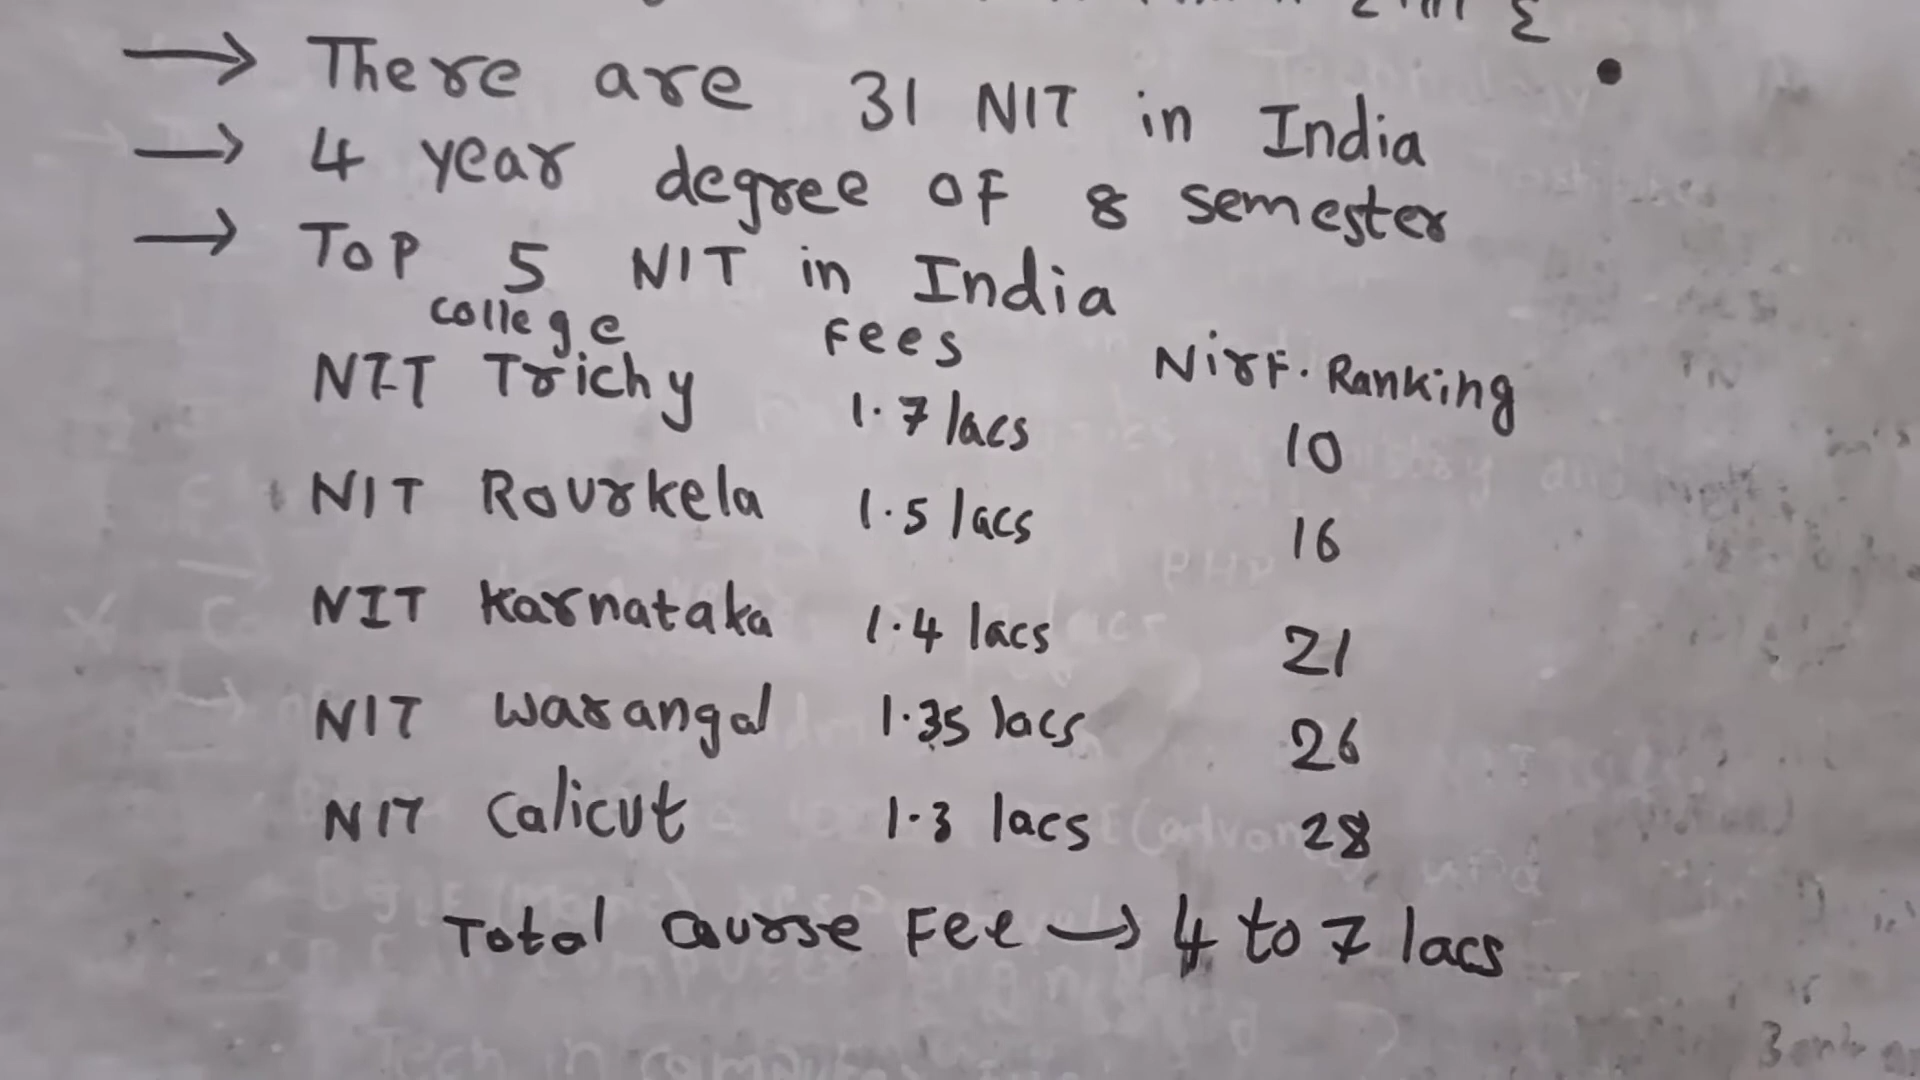 → There are 31 NIT in India
→ 4 year degree of 8 semester
→ Top 5 NIT in India
college Fees Nirf. Ranking
NIT Trichy 1.7 lacs 10
NIT Rourkela 1.5 lacs 16
NIT Karnataka 1.4 lacs 21
NIT Warangal 1.35 lacs 26
NIT Calicut 1.3 lacs 28
Total Course Fee → 4 to 7 lacs